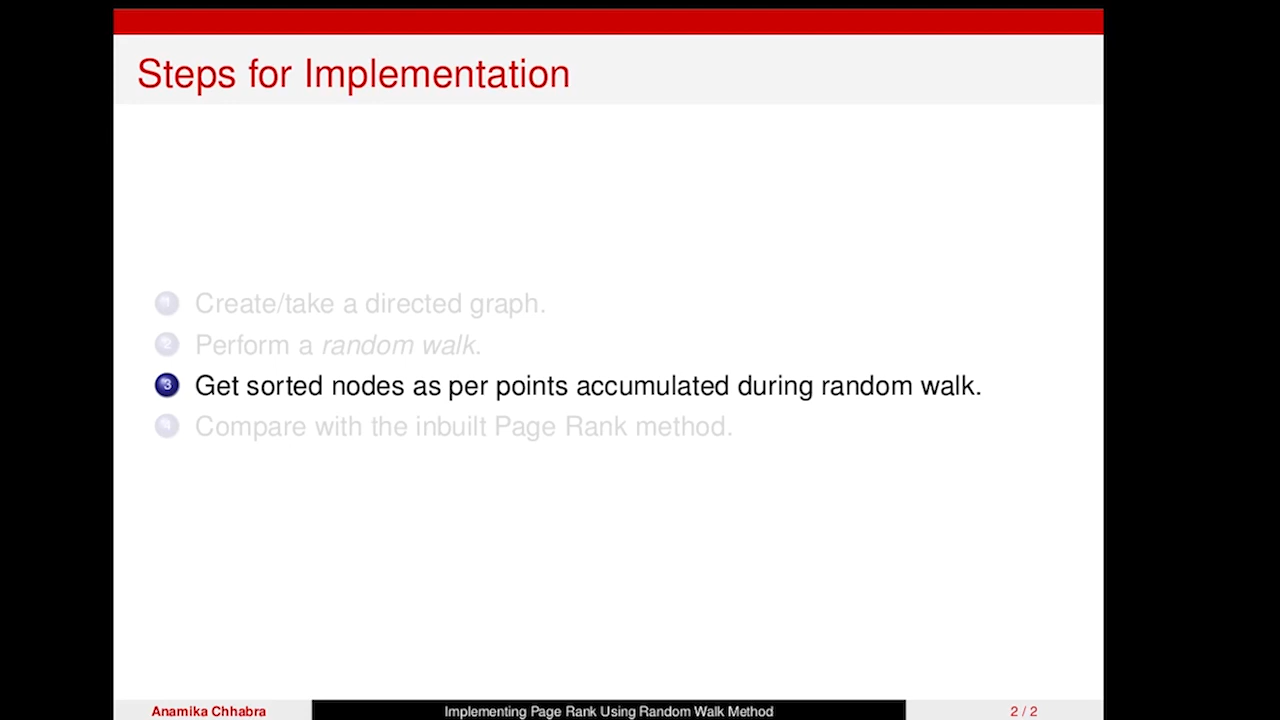 Steps for Implementation
1 Create/take a directed graph.
2 Perform a random walk.
3 Get sorted nodes as per points accumulated during random walk.
4 Compare with the inbuilt Page Rank method.
Anamika Chhabra
Implementing Page Rank Using Random Walk Method
2 / 2